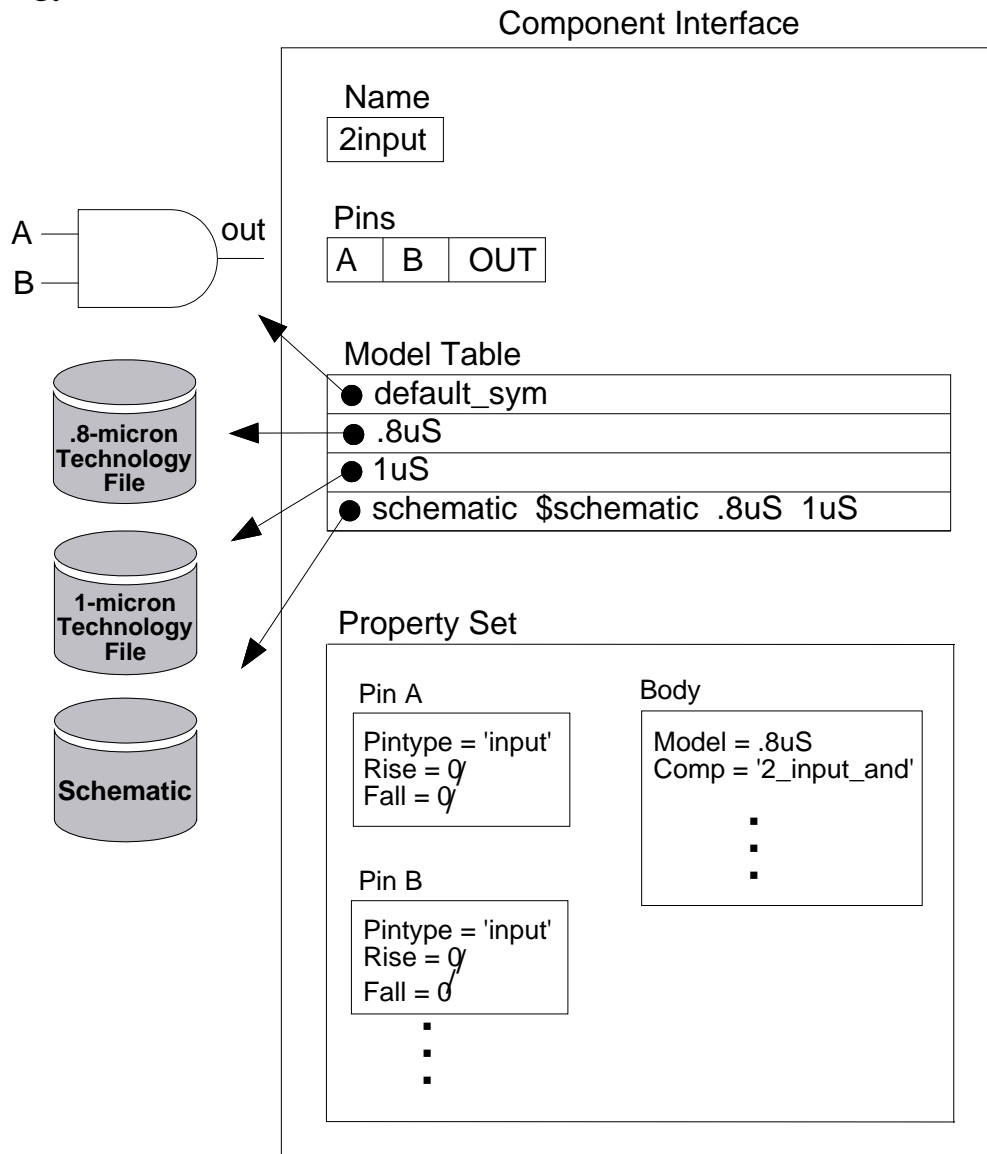 Component Interface
Name
2input
Pins
A B OUT
A
B
out
Model Table
default_sym
.8uS
1uS
schematic $schematic .8uS 1uS
.8-micron
Technology
File
1-micron
Technology
File
Schematic
Property Set
Pin A
Pintype = 'input'
Rise = 0
Fall = 0
Pin B
Pintype = 'input'
Rise = 0
Fall = 0
Body
Model = .8uS
Comp = '2_input_and'